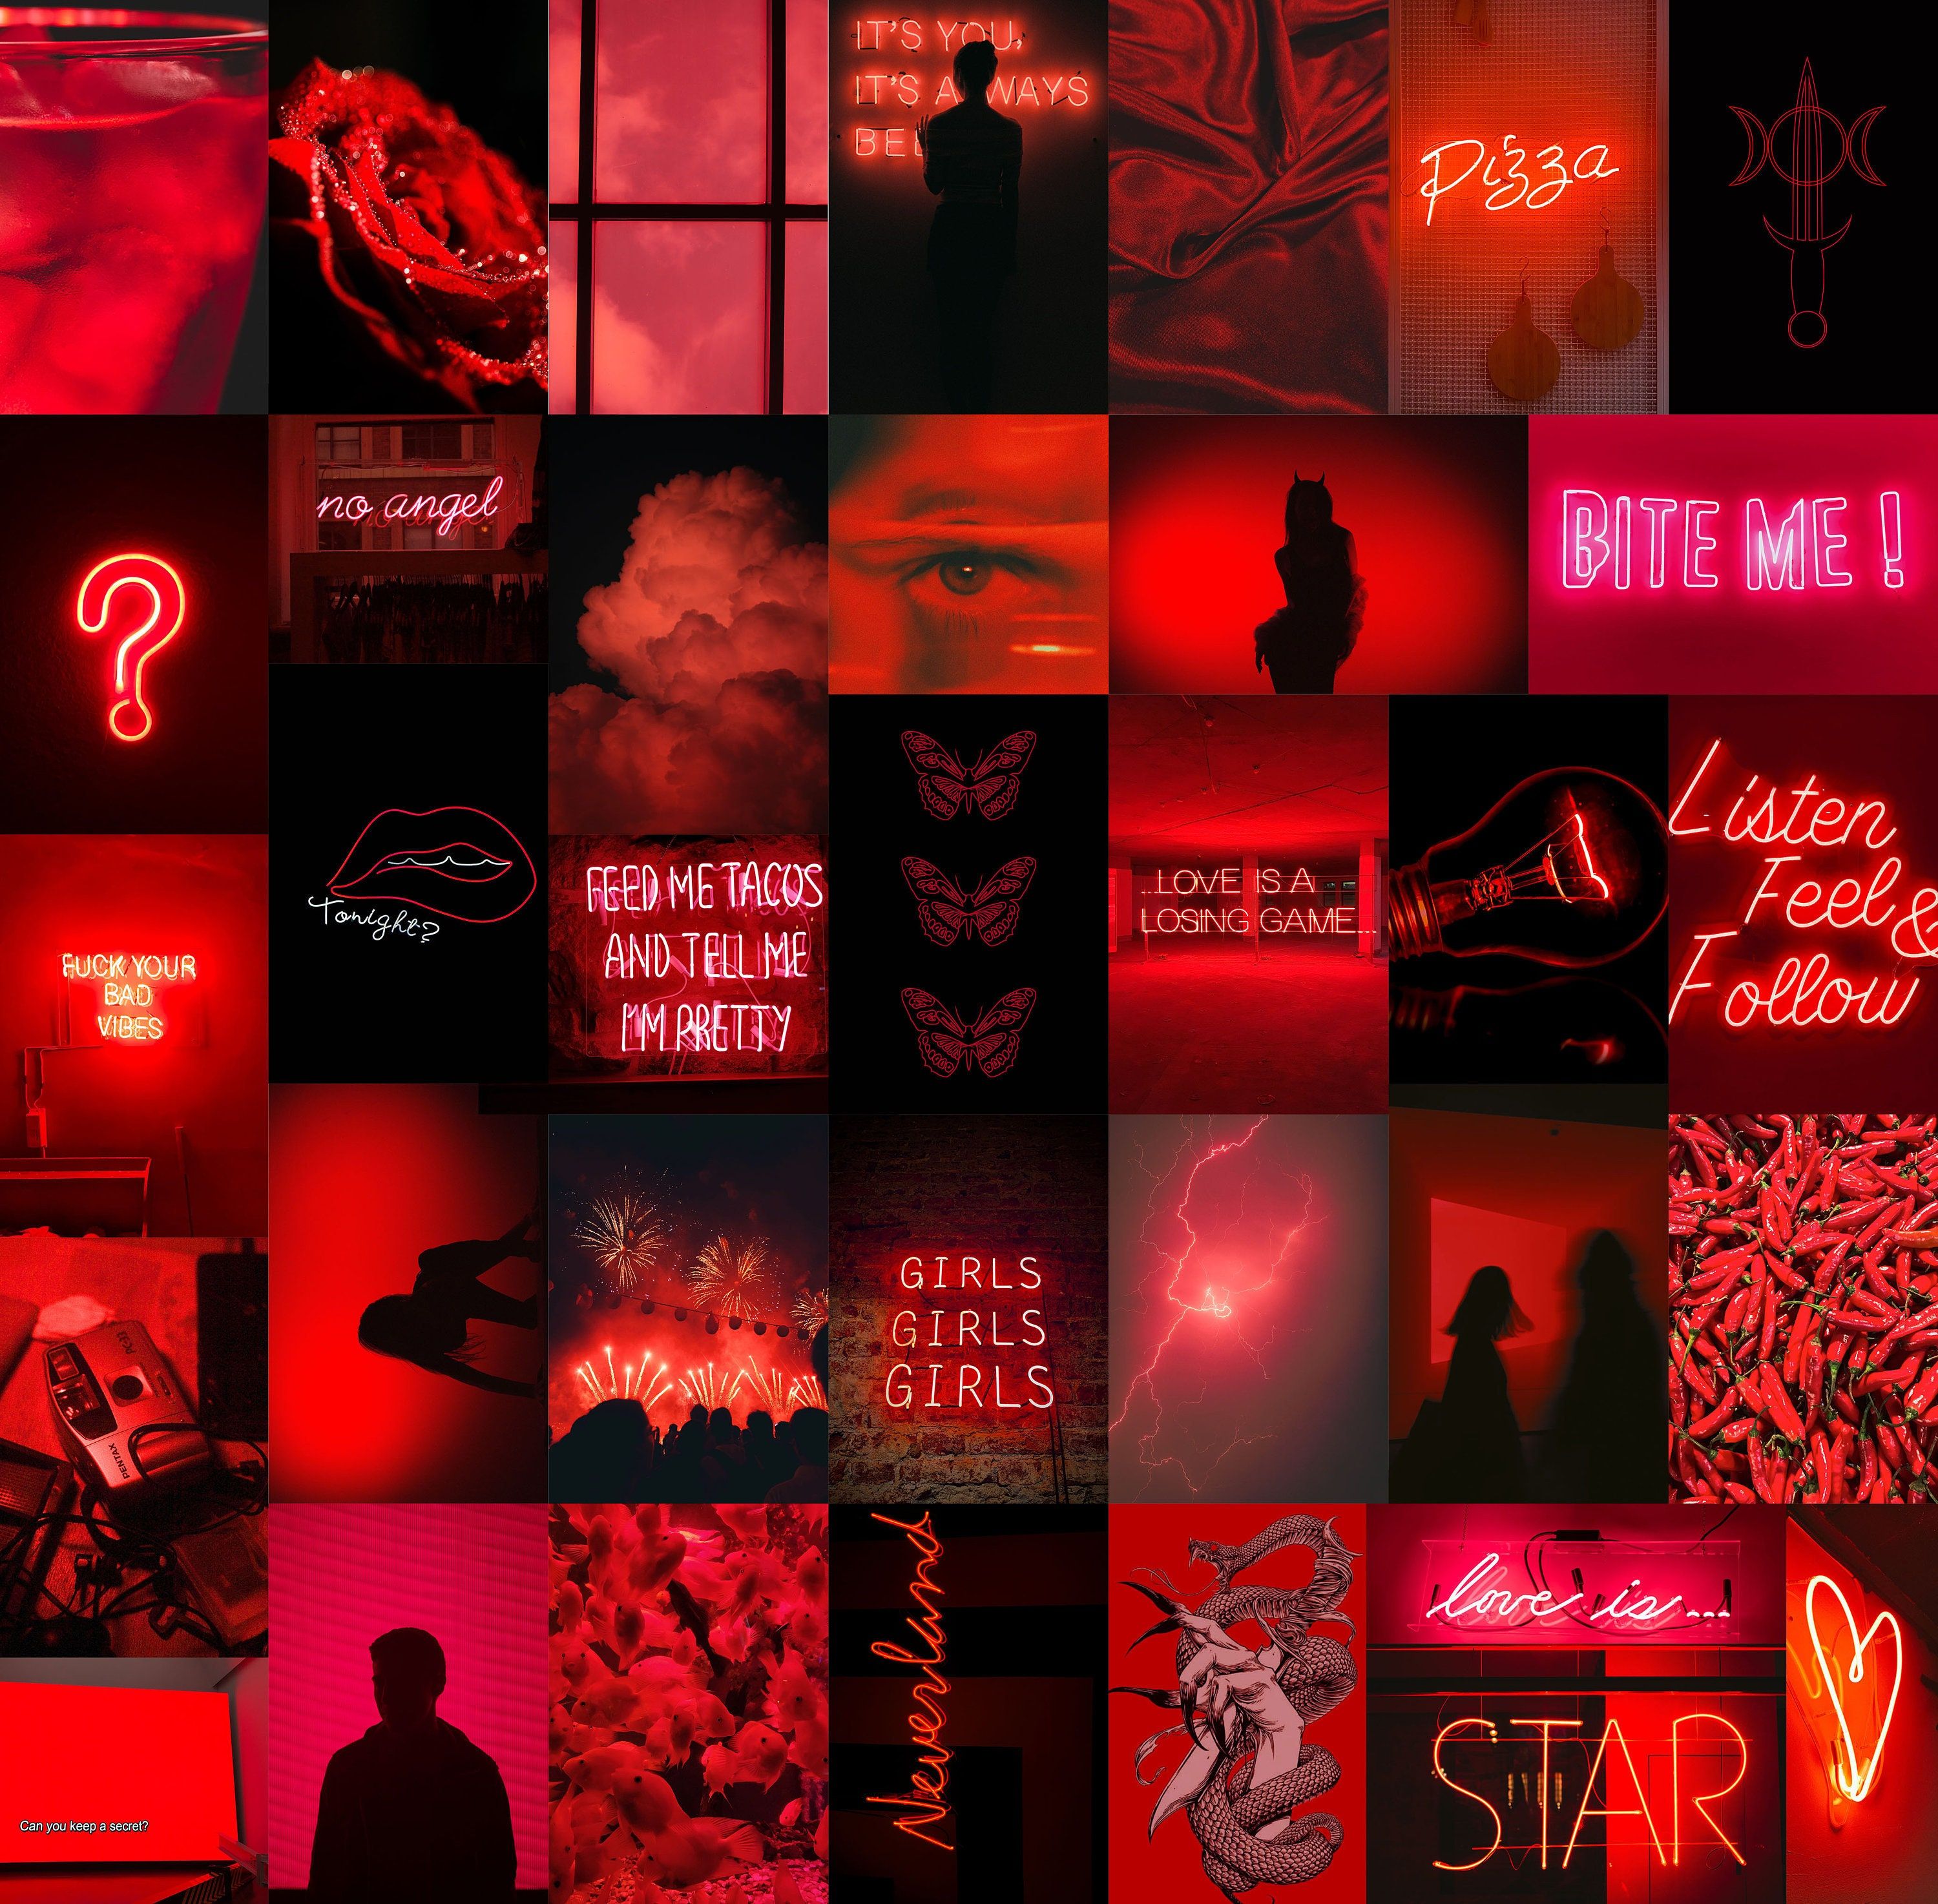 IT'S YOU,
IT'S A WAYS
BE
Pizza
no angel
BITE ME !
Tonight?
FEED ME TACOS
AND TELL ME
I'M PRETTY
...LOVE IS A
LOSING GAME...
Listen
Feel &
Follow
FUCK YOUR
BAD
VIBES
GIRLS
GIRLS
GIRLS
PENTAX
Neverland
love is...
STAR
Can you keep a secret?